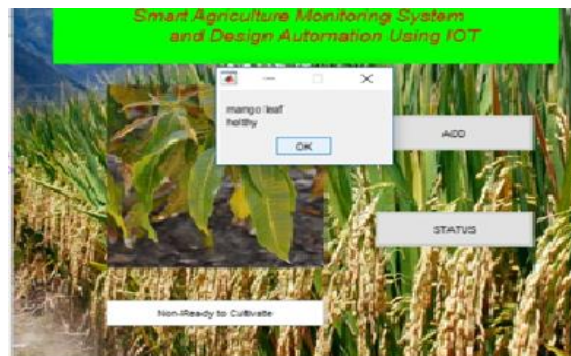 Smart Agriculture Monitoring System
and Design Automation Using IOT
mango leaf
helthy
OK
ADD
STATUS
Non-Ready to Cultivate